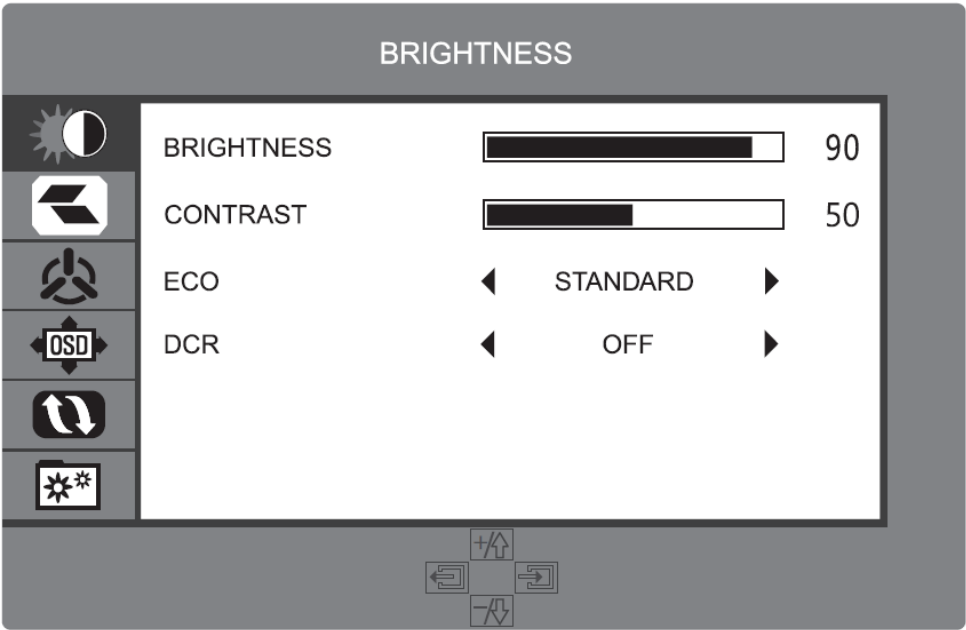 BRIGHTNESS
BRIGHTNESS 90
CONTRAST 50
ECO STANDARD
DCR OFF
OSD
+/
-/